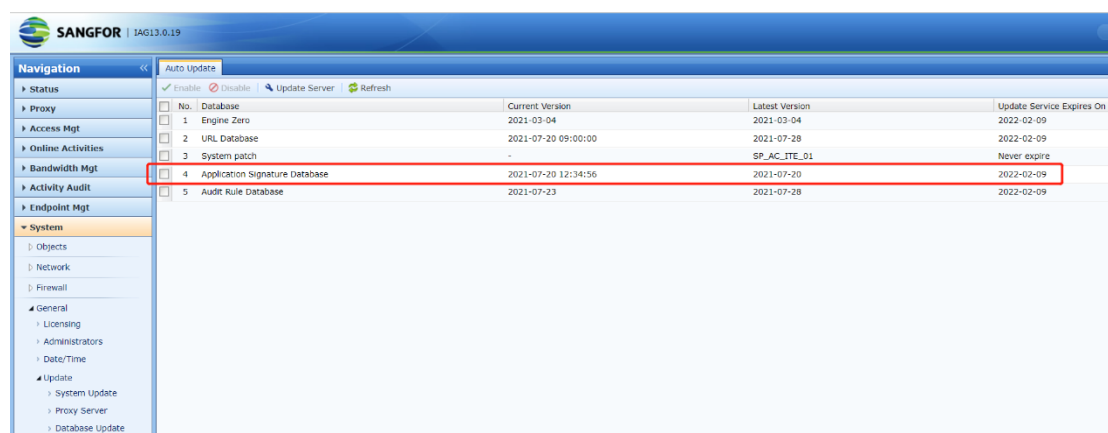 SANGFOR | IAG13.0.19
Navigation «
Auto Update
Status
Enable Disable Update Server Refresh
No. Database Current Version Latest Version Update Service Expires On
Proxy
1 Engine Zero 2021-03-04 2021-03-04 2022-02-09
Access Mgt
2 URL Database 2021-07-20 09:00:00 2021-07-28 2022-02-09
Online Activities
3 System patch - SP_AC_ITE_01 Never expire
Bandwidth Mgt
4 Application Signature Database 2021-07-20 12:34:56 2021-07-20 2022-02-09
Activity Audit
5 Audit Rule Database 2021-07-23 2021-07-28 2022-02-09
Endpoint Mgt
System
Objects
Network
Firewall
General
Licensing
Administrators
Date/Time
Update
System Update
Proxy Server
Database Update